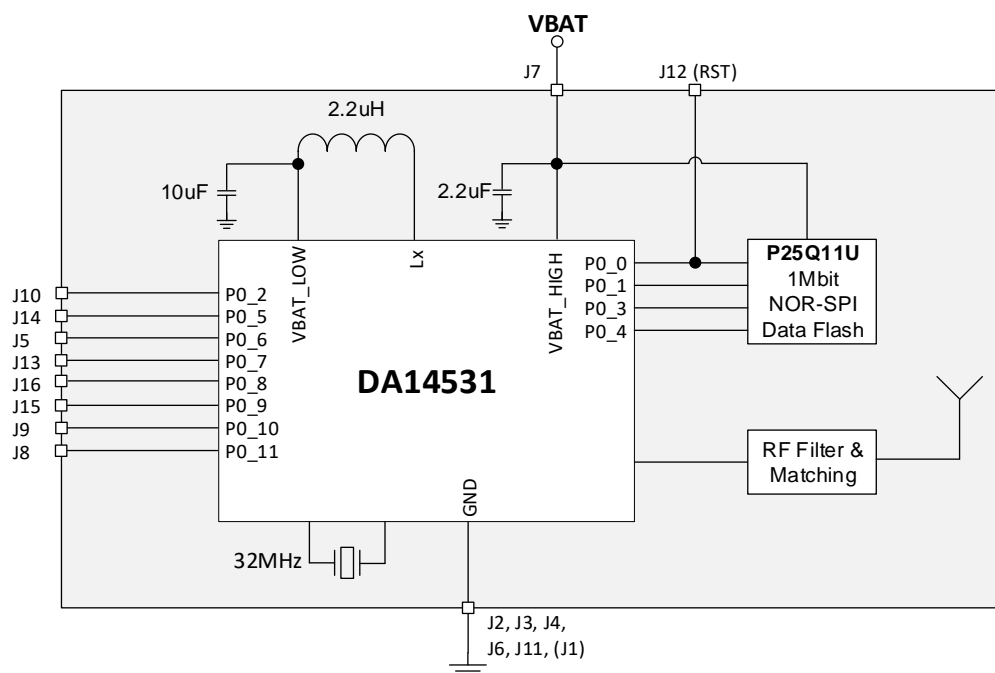 VBAT
J7
J12 (RST)
2.2uH
10uF
2.2uF
VBAT_LOW
Lx
VBAT_HIGH
P0_0
P0_1
P0_3
P0_4
P25Q11U
1Mbit
NOR-SPI
Data Flash
J10
J14
J5
J13
J16
J15
J9
J8
P0_2
P0_5
P0_6
P0_7
P0_8
P0_9
P0_10
P0_11
DA14531
RF Filter &
Matching
GND
32MHz
J2, J3, J4,
J6, J11, (J1)